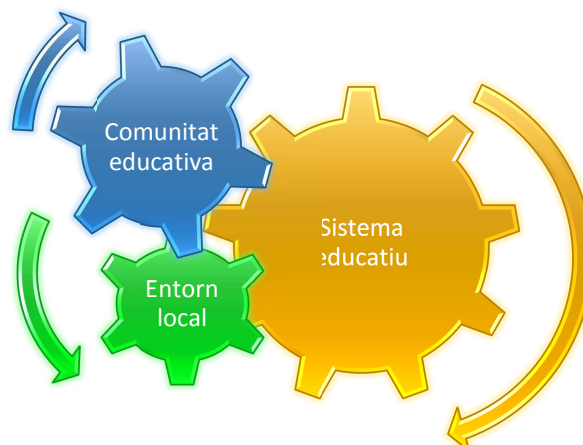 Comunitat
educativa
Sistema
educatiu
Entorn
local